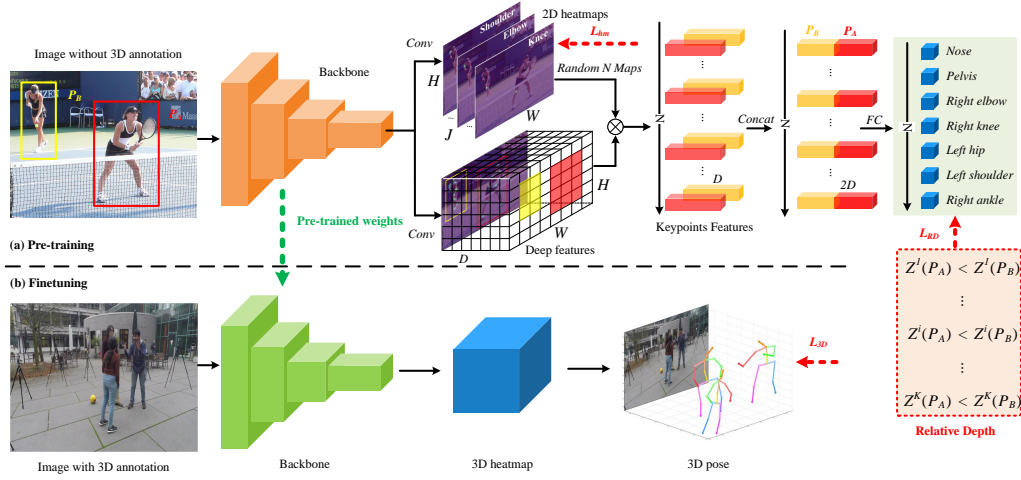 Image without 3D annotation
P_B
(a) Pre-training
Backbone
Pre-trained weights
Conv
Conv
2D heatmaps
Shoulder
Elbow
Knee
...
...
H
J
W
L_hm
Random N Maps
H
W
D
Deep features
N
⋮
⋮
⋮
D
Keypoints Features
Concat
P_B P_A
N
⋮
⋮
2D
FC
N
Nose
Pelvis
Right elbow
Right knee
Left hip
Left shoulder
Right ankle
L_RD
Z^1(P_A) < Z^1(P_B)
⋮
Z^i(P_A) < Z^i(P_B)
⋮
Z^K(P_A) < Z^K(P_B)
Relative Depth
(b) Finetuning
Image with 3D annotation
Backbone
3D heatmap
3D pose
L_3D